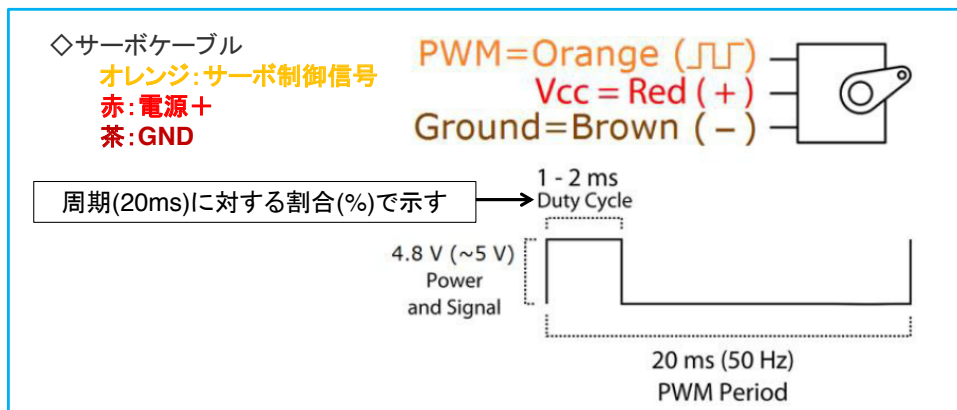 ◇サーボケーブル
オレンジ:サーボ制御信号
赤:電源+
茶:GND
PWM=Orange (⎍⎍)
Vcc = Red ( + )
Ground=Brown ( − )
周期(20ms)に対する割合(%)で示す
1 - 2 ms
Duty Cycle
4.8 V (~5 V)
Power
and Signal
20 ms (50 Hz)
PWM Period